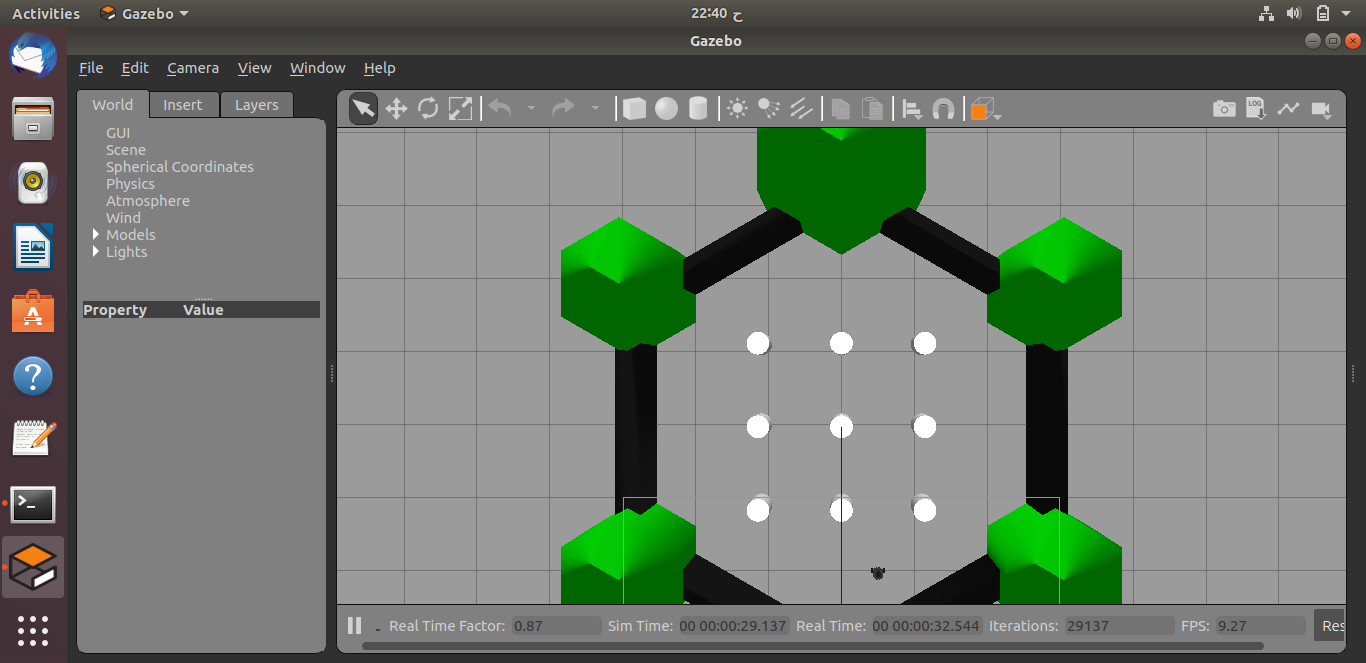 Activities Gazebo 22:40 ح
Gazebo
File Edit Camera View Window Help
World Insert Layers
LOG
GUI
Scene
Spherical Coordinates
Physics
Atmosphere
Wind
Models
Lights
Property Value
Real Time Factor: 0.87 Sim Time: 00 00:00:29.137 Real Time: 00 00:00:32.544 Iterations: 29137 FPS: 9.27 Res